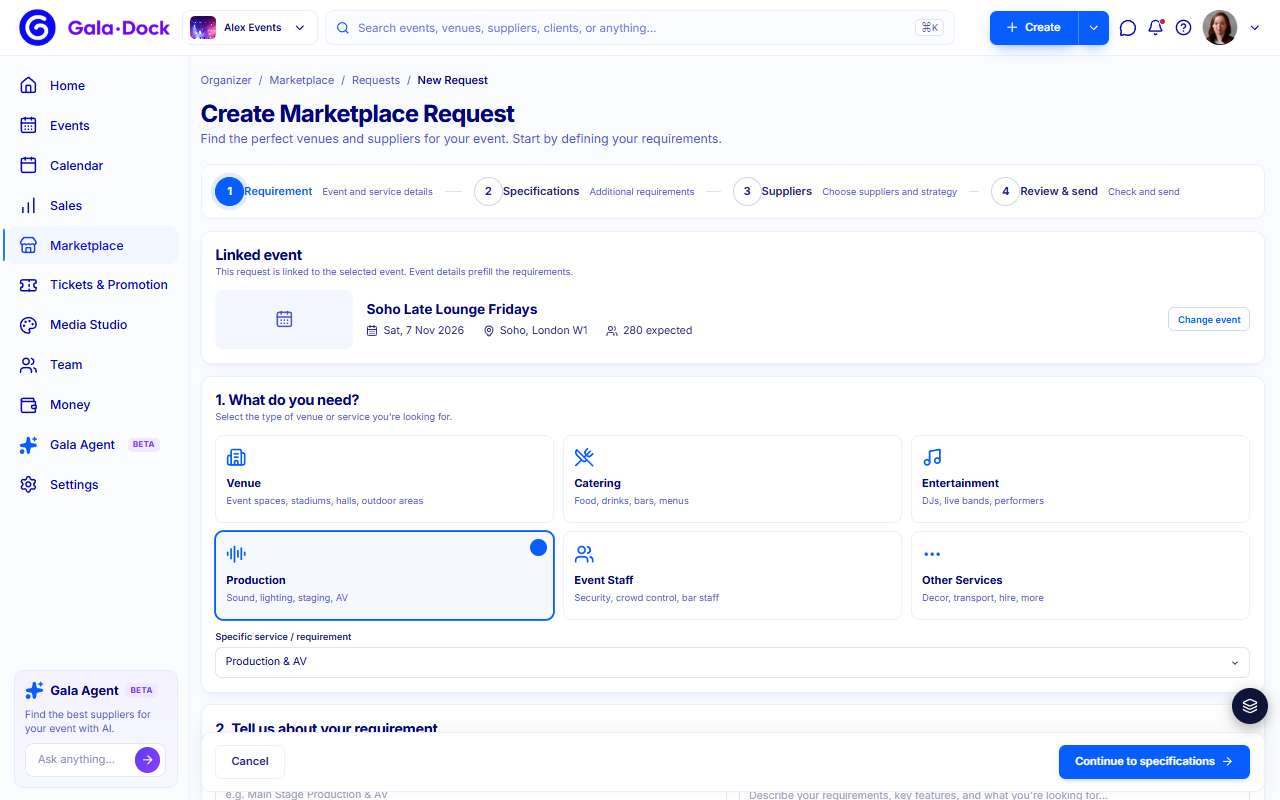 Gala·Dock
Alex Events
Search events, venues, suppliers, clients, or anything...
⌘K
+ Create
Home
Events
Calendar
Sales
Marketplace
Tickets & Promotion
Media Studio
Team
Money
Gala Agent BETA
Settings
Gala Agent BETA
Find the best suppliers for
your event with AI.
Ask anything...
Organizer / Marketplace / Requests / New Request
Create Marketplace Request
Find the perfect venues and suppliers for your event. Start by defining your requirements.
1 Requirement Event and service details
2 Specifications Additional requirements
3 Suppliers Choose suppliers and strategy
4 Review & send Check and send
Linked event
This request is linked to the selected event. Event details prefill the requirements.
Soho Late Lounge Fridays
Sat, 7 Nov 2026 Soho, London W1 280 expected
Change event
1. What do you need?
Select the type of venue or service you're looking for.
Venue
Event spaces, stadiums, halls, outdoor areas
Catering
Food, drinks, bars, menus
Entertainment
DJs, live bands, performers
Production
Sound, lighting, staging, AV
Event Staff
Security, crowd control, bar staff
Other Services
Decor, transport, hire, more
Specific service / requirement
Production & AV
2. Tell us about your requirement
Cancel
Continue to specifications →
e.g. Main Stage Production & AV
Describe your requirements, key features, and what you're looking for...